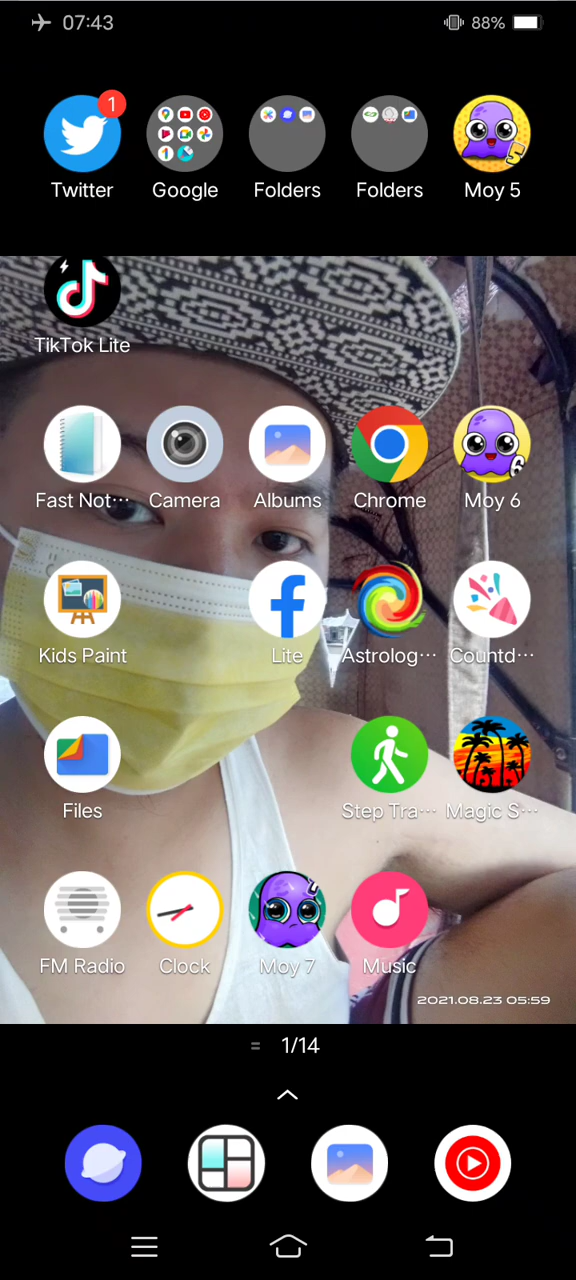 07:43
88%
1
Twitter
Google
Folders
Folders
Moy 5
TikTok Lite
Fast Not···
Camera
Albums
Chrome
Moy 6
Kids Paint
Lite
Astrolog···
Countd···
Files
Step Tra···
Magic S···
FM Radio
Clock
Moy 7
Music
2021.08.23 05:59
1/14